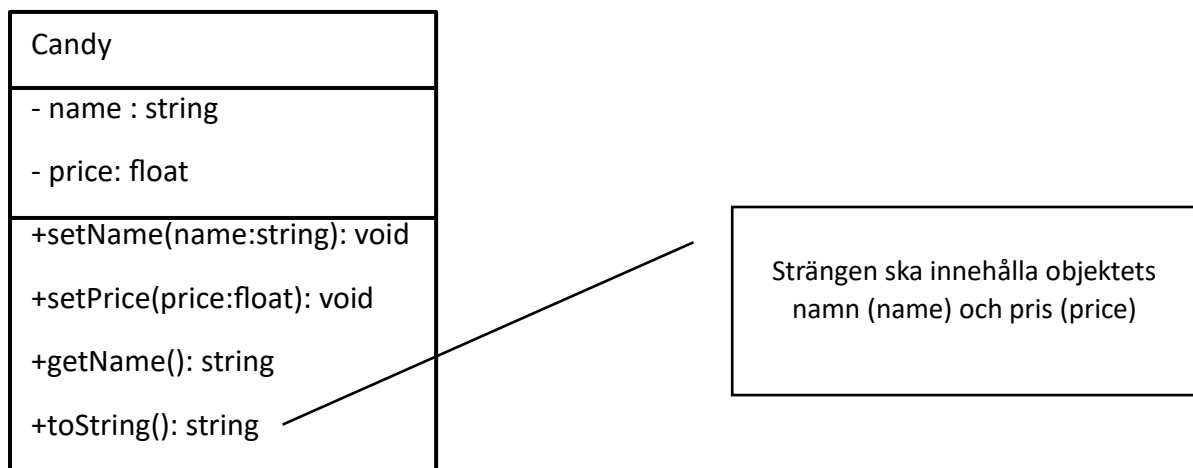 Candy
- name : string
- price: float
+setName(name:string): void
+setPrice(price:float): void
+getName(): string
+toString(): string
Strängen ska innehålla objektets
namn (name) och pris (price)